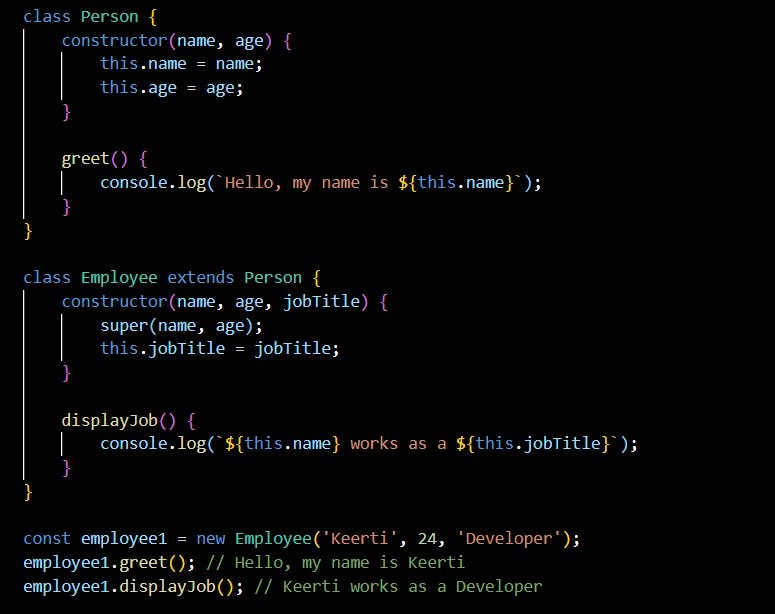 class Person {
    constructor(name, age) {
        this.name = name;
        this.age = age;
    }

    greet() {
        console.log(`Hello, my name is ${this.name}`);
    }
}

class Employee extends Person {
    constructor(name, age, jobTitle) {
        super(name, age);
        this.jobTitle = jobTitle;
    }

    displayJob() {
        console.log(`${this.name} works as a ${this.jobTitle}`);
    }
}

const employee1 = new Employee('Keerti', 24, 'Developer');
employee1.greet(); // Hello, my name is Keerti
employee1.displayJob(); // Keerti works as a Developer